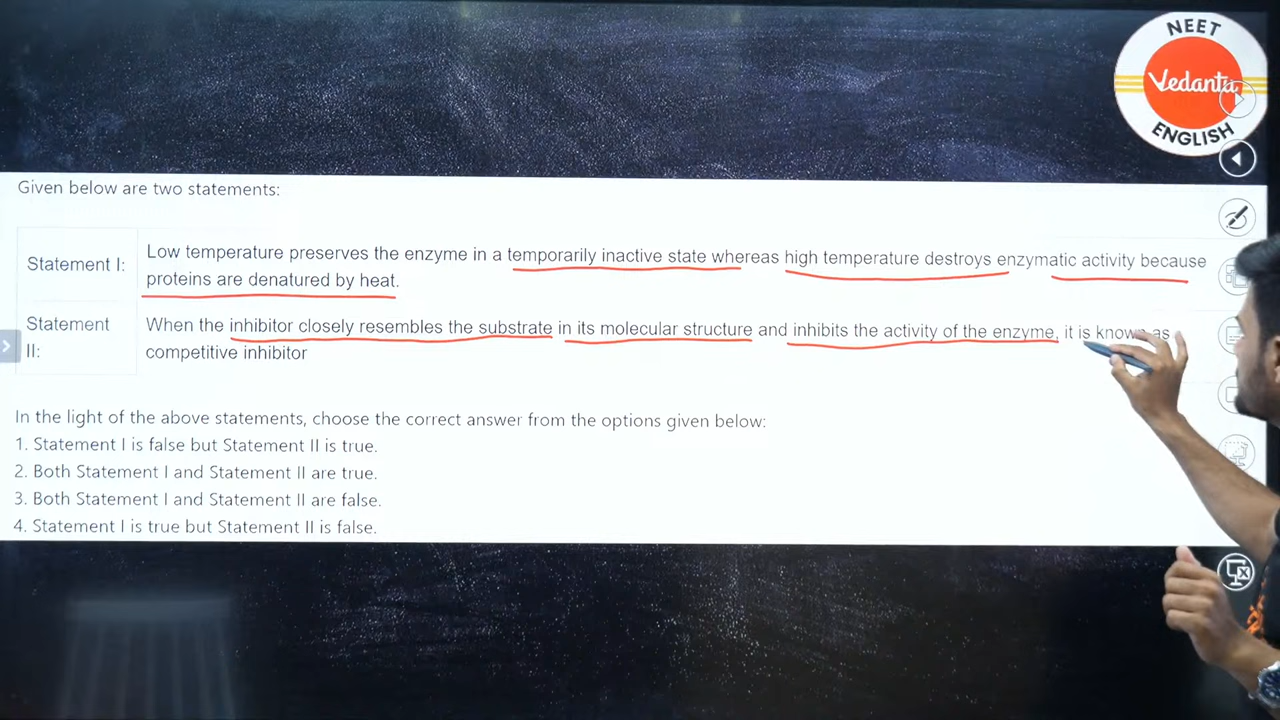 NEET
Vedantu
ENGLISH
Given below are two statements:
Statement I:
Low temperature preserves the enzyme in a temporarily inactive state whereas high temperature destroys enzymatic activity because
proteins are denatured by heat.
Statement
II:
When the inhibitor closely resembles the substrate in its molecular structure and inhibits the activity of the enzyme, it is known as
competitive inhibitor
In the light of the above statements, choose the correct answer from the options given below:
1. Statement I is false but Statement II is true.
2. Both Statement I and Statement II are true.
3. Both Statement I and Statement II are false.
4. Statement I is true but Statement II is false.